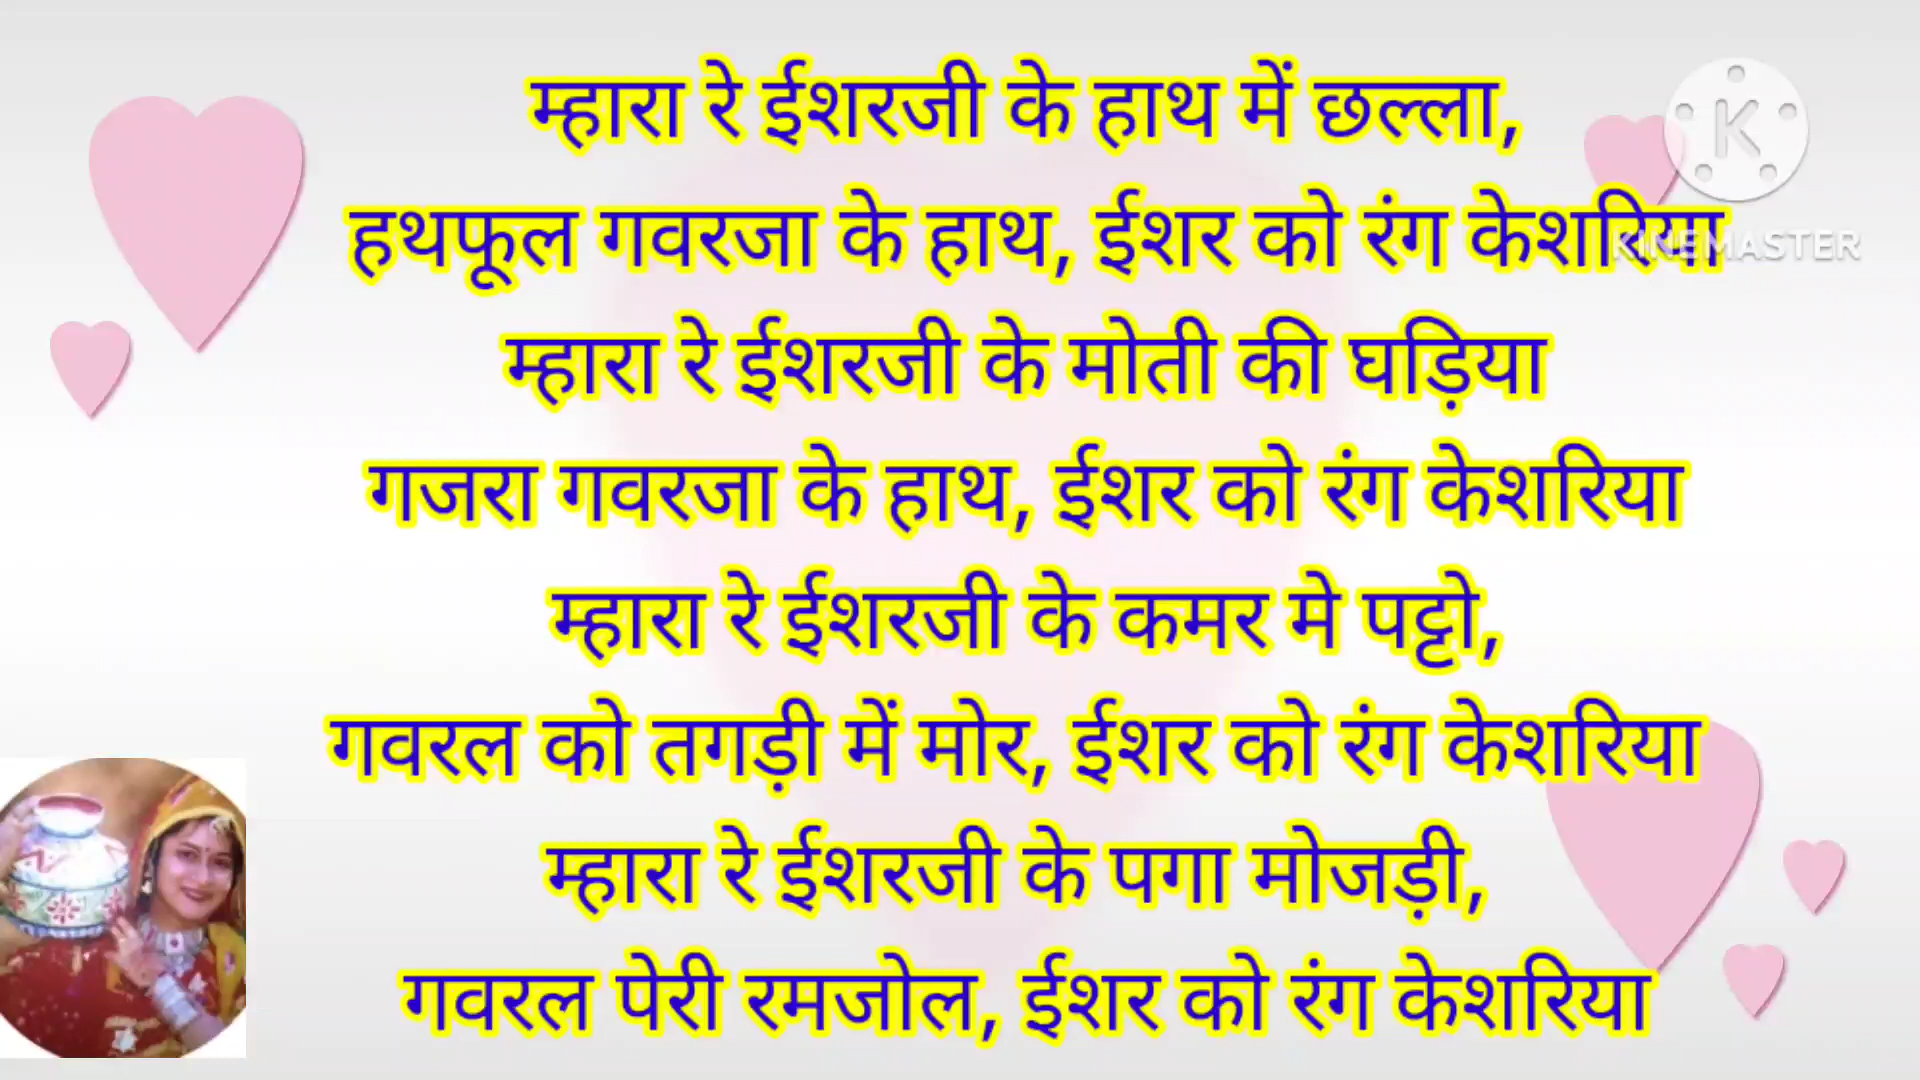 म्हारा रे ईशरजी के हाथ में छल्ला,
हथफूल गवरजा के हाथ, ईशर को रंग केशरिया
म्हारा रे ईशरजी के मोती की घड़िया
गजरा गवरजा के हाथ, ईशर को रंग केशरिया
म्हारा रे ईशरजी के कमर मे पट्टो,
गवरल को तगड़ी में मोर, ईशर को रंग केशरिया
म्हारा रे ईशरजी के पगा मोजड़ी,
गवरल पेरी रमजोल, ईशर को रंग केशरिया
K
KINEMASTER